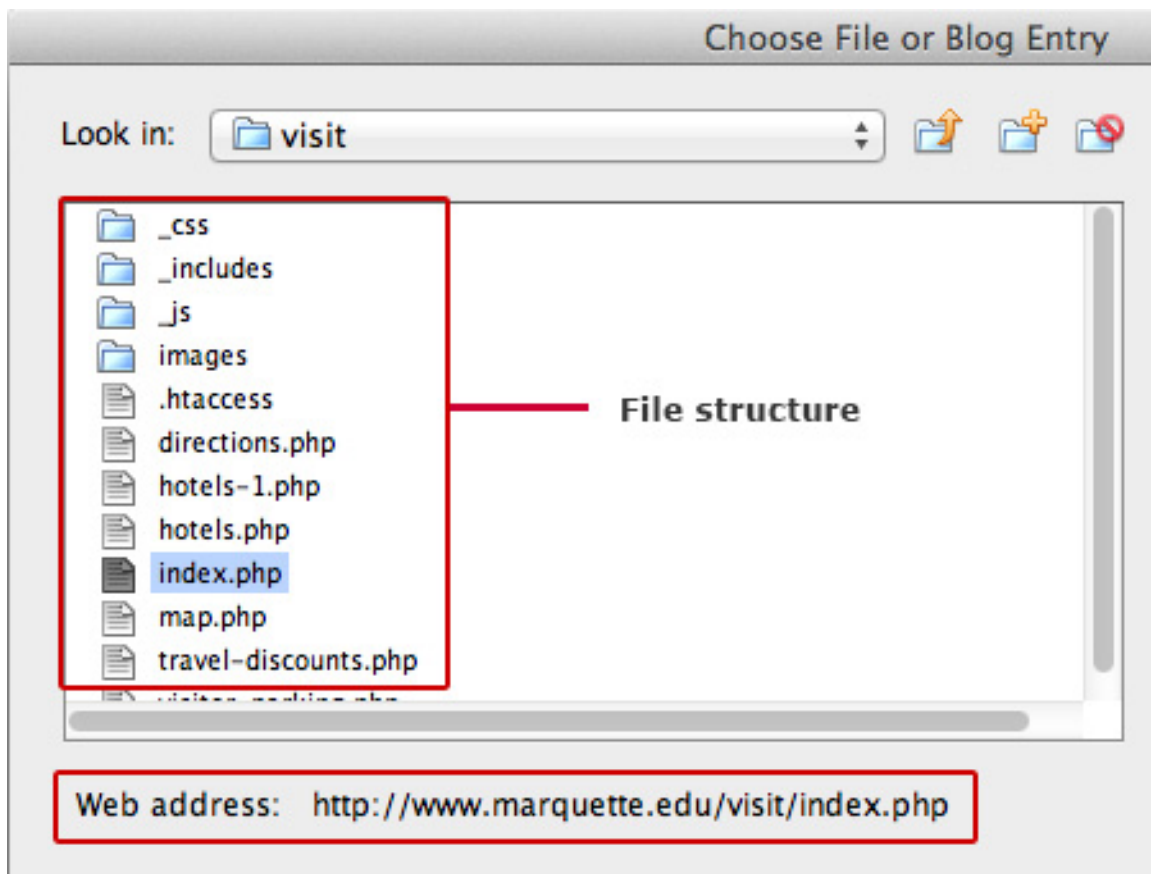 Choose File or Blog Entry
Look in: visit
_css
_includes
_js
images
.htaccess
directions.php
hotels-1.php
File structure
hotels.php
index.php
map.php
travel-discounts.php
Web address: http://www.marquette.edu/visit/index.php